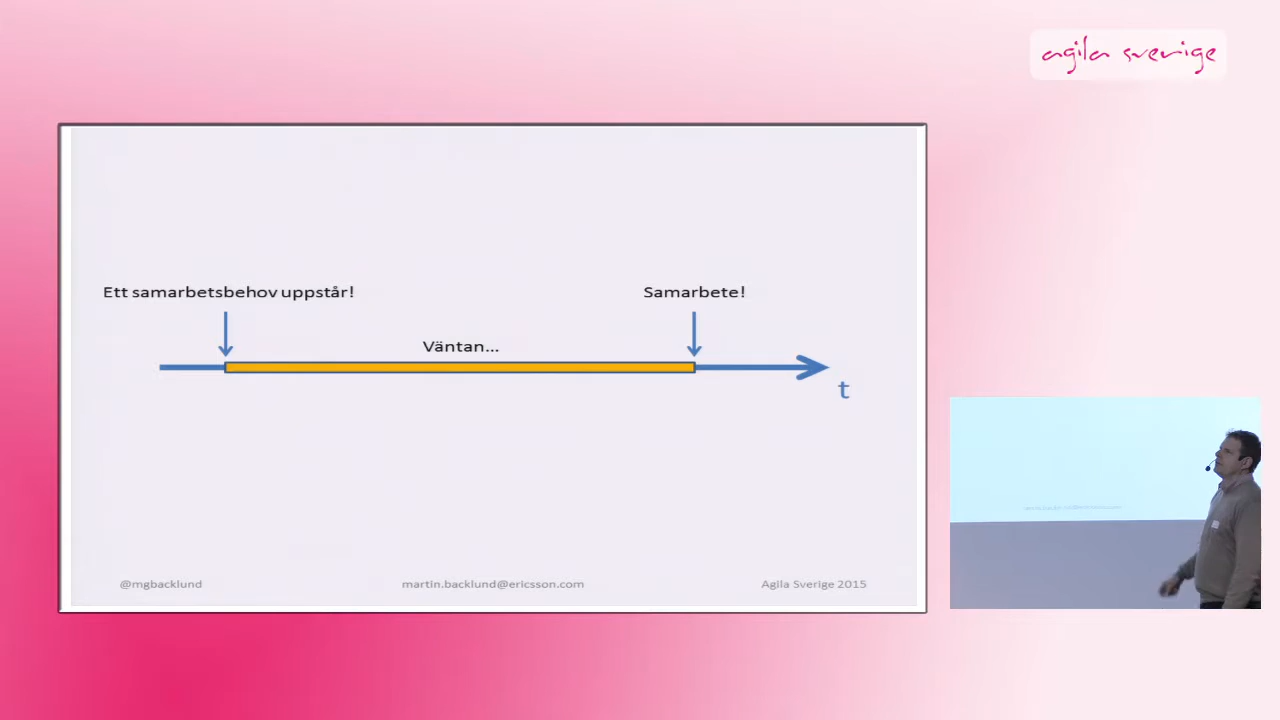 agila sverige
Ett samarbetsbehov uppstår!
Samarbete!
Väntan...
t
@mgbacklund
martin.backlund@ericsson.com
Agila Sverige 2015